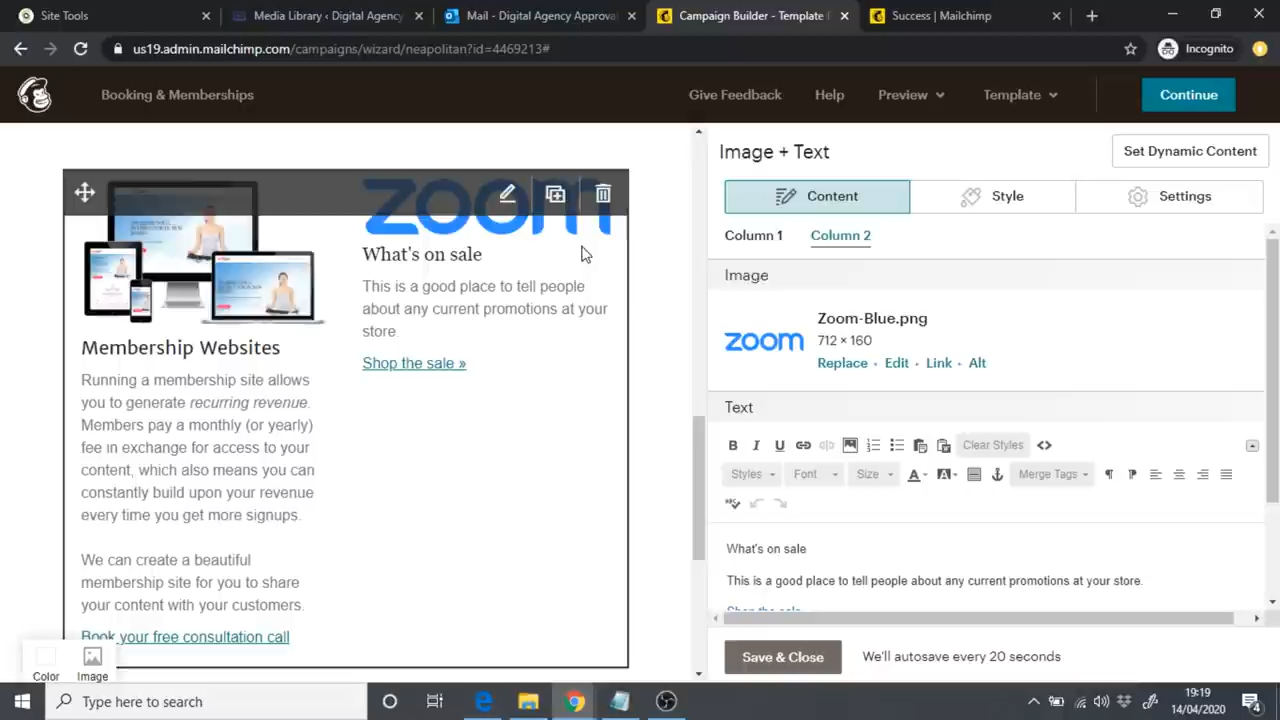 Site Tools
Media Library ‹ Digital Agency
Mail - Digital Agency Approval
Campaign Builder - Template
Success | Mailchimp
us19.admin.mailchimp.com/campaigns/wizard/neapolitan?id=4469213#
Incognito
Booking & Memberships
Give Feedback
Help
Preview
Template
Continue
zoom
What's on sale
This is a good place to tell people
about any current promotions at your
store.
Shop the sale »
Membership Websites
Running a membership site allows
you to generate recurring revenue.
Members pay a monthly (or yearly)
fee in exchange for access to your
content, which also means you can
constantly build upon your revenue
every time you get more signups.
We can create a beautiful
membership site for you to share
your content with your customers.
Book your free consultation call
Color
Image
Image + Text
Set Dynamic Content
Content
Style
Settings
Column 1
Column 2
Image
zoom
Zoom-Blue.png
712 × 160
Replace · Edit · Link · Alt
Text
B I U
Clear Styles
Styles
Font
Size
A
A
Merge Tags
ABC
What's on sale
This is a good place to tell people about any current promotions at your store.
Shop the sale
Save & Close
We'll autosave every 20 seconds
Type here to search
19:19
14/04/2020
4